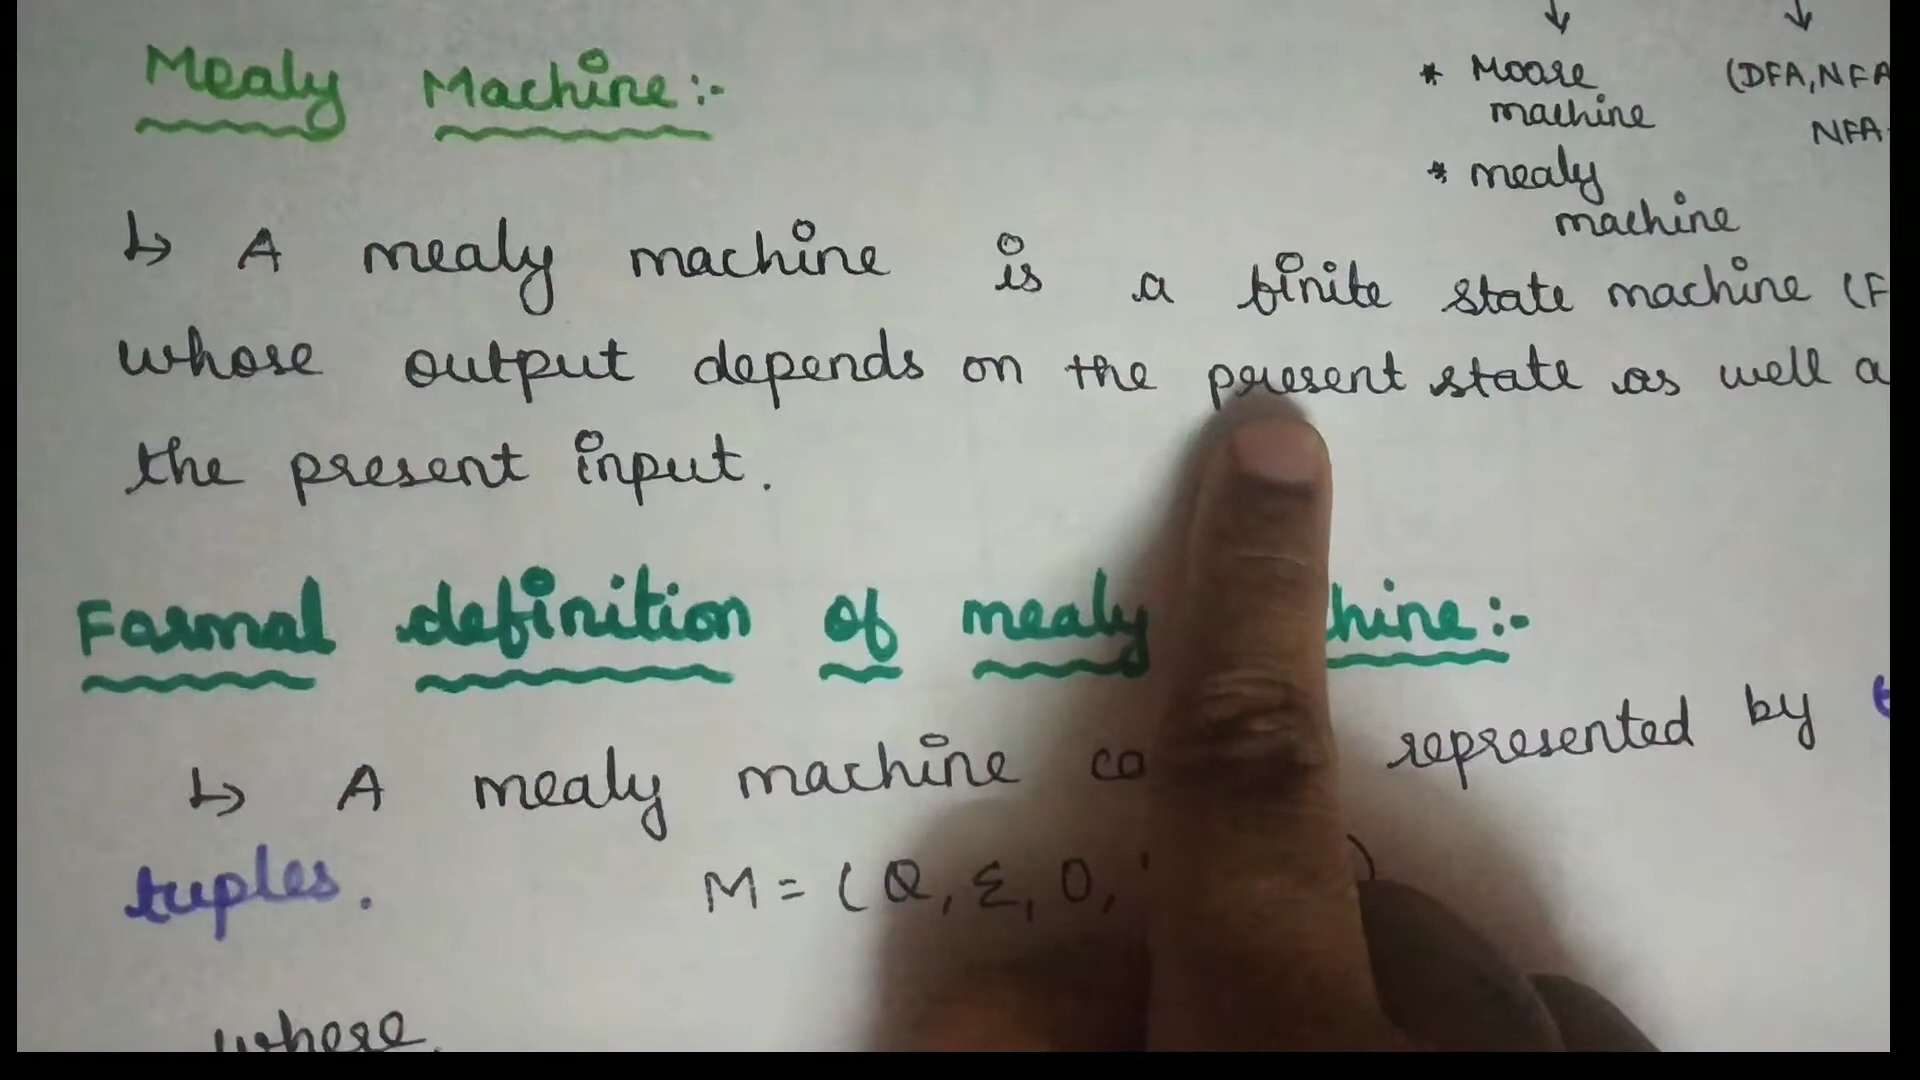 Mealy Machine:-
* Moore (DFA, NFA
machine NFA
* mealy
machine
↳ A mealy machine is a finite state machine (F
whose output depends on the present state as well a
the present input.
Formal definition of mealy hine:-
↳ A mealy machine represented by
tuples. M = (Q, Σ, O, )
where